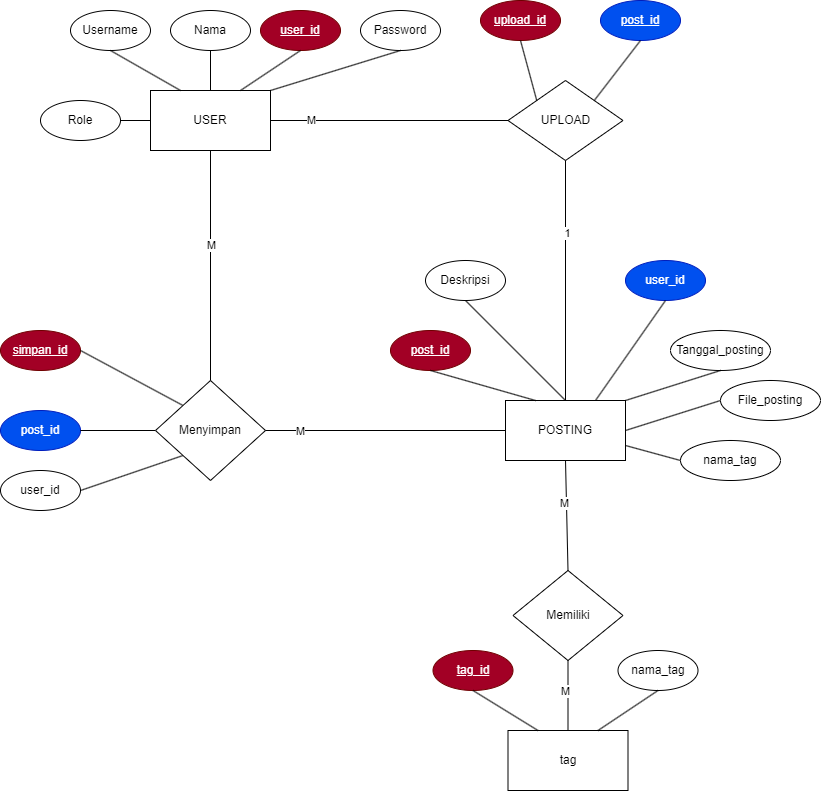 upload_id
post_id
Username
Nama
user_id
Password
Role
USER
M
UPLOAD
1
M
Deskripsi
user_id
simpan_id
post_id
Tanggal_posting
File_posting
post_id
Menyimpan
M
POSTING
nama_tag
user_id
M
Memiliki
tag_id
nama_tag
M
tag